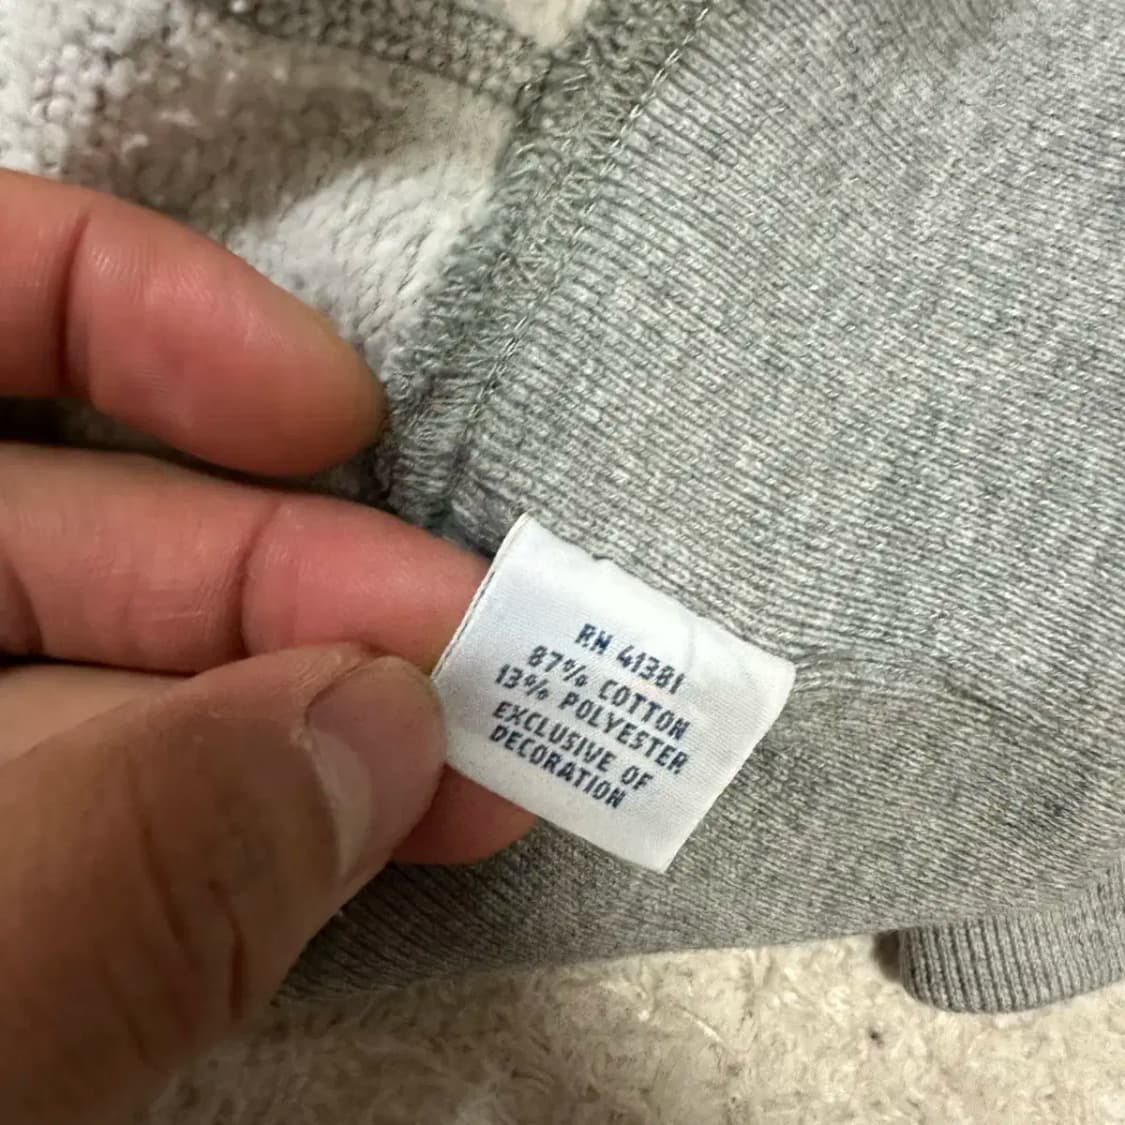 RN 41381
87% COTTON
13% POLYESTER
EXCLUSIVE OF
DECORATION